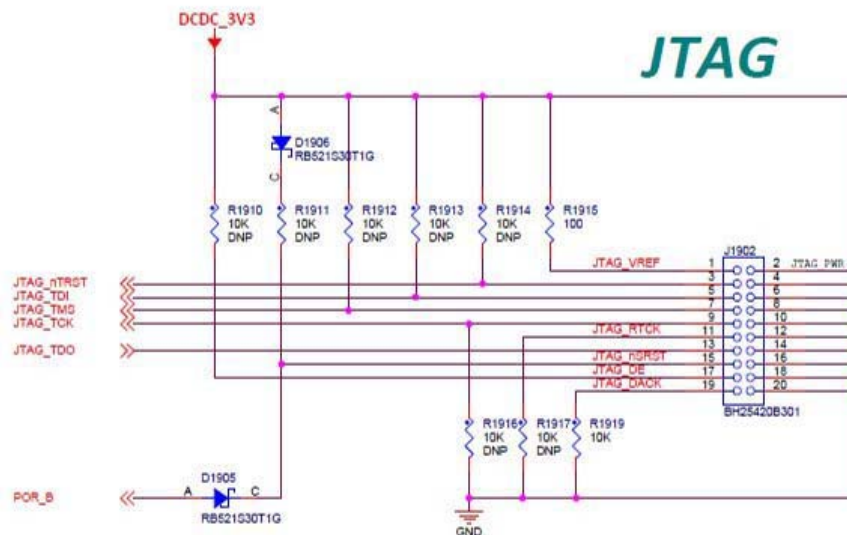 DCDC_3V3
JTAG
A
D1906
RB521S30T1G
C
R1910
10K
DNP
R1911
10K
DNP
R1912
10K
DNP
R1913
10K
DNP
R1914
10K
DNP
R1915
100
J1902
JTAG_VREF 1 2 JTAG_PWR
JTAG_nTRST 3 4
JTAG_TDI 5 6
JTAG_TMS 7 8
JTAG_TCK 9 10
JTAG_RTCK 11 12
JTAG_TDO 13 14
JTAG_nSRST 15 16
JTAG_DE 17 18
JTAG_DACK 19 20
BH25420B301
R1916
10K
DNP
R1917
10K
DNP
R1919
10K
D1905
POR_B A C
RB521S30T1G
GND